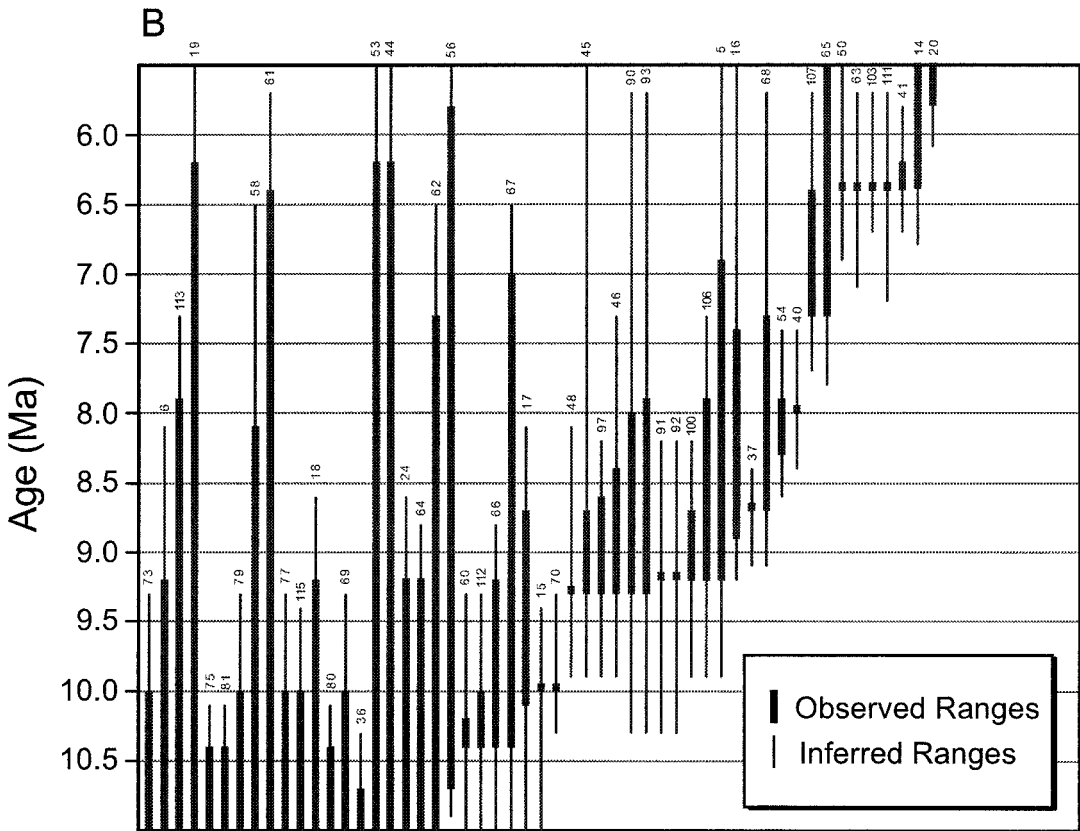 B
19 53 44 56 45 5 16 65 50 14 20
61 90 93 68 107 63 103 111 41
6.0
58 62 67
6.5
7.0
113 46 106 54 40
7.5
6 17 48 97 91 92 100 37
8.0
18 24 64 66
8.5
9.0
73 79 77 115 69 60 112 15 70
9.5
75 81 80 36
10.0
10.5
Age (Ma)
Observed Ranges
Inferred Ranges